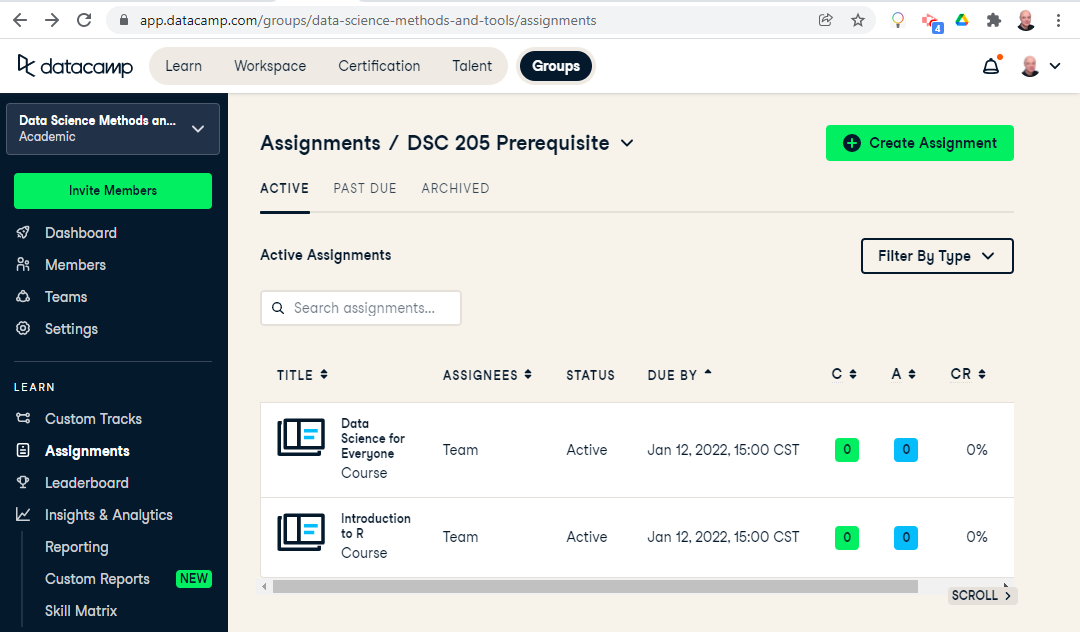 app.datacamp.com/groups/data-science-methods-and-tools/assignments
4
datacamp
Learn Workspace Certification Talent Groups
Data Science Methods an...
Academic
Invite Members
Dashboard
Members
Teams
Settings
LEARN
Custom Tracks
Assignments
Leaderboard
Insights & Analytics
Reporting
Custom Reports NEW
Skill Matrix
Assignments / DSC 205 Prerequisite
Create Assignment
ACTIVE PAST DUE ARCHIVED
Active Assignments
Filter By Type
Search assignments...
TITLE ASSIGNEES STATUS DUE BY C A CR
Data
Science for
Everyone
Course
Team Active Jan 12, 2022, 15:00 CST 0 0 0%
Introduction
to R
Course
Team Active Jan 12, 2022, 15:00 CST 0 0 0%
SCROLL